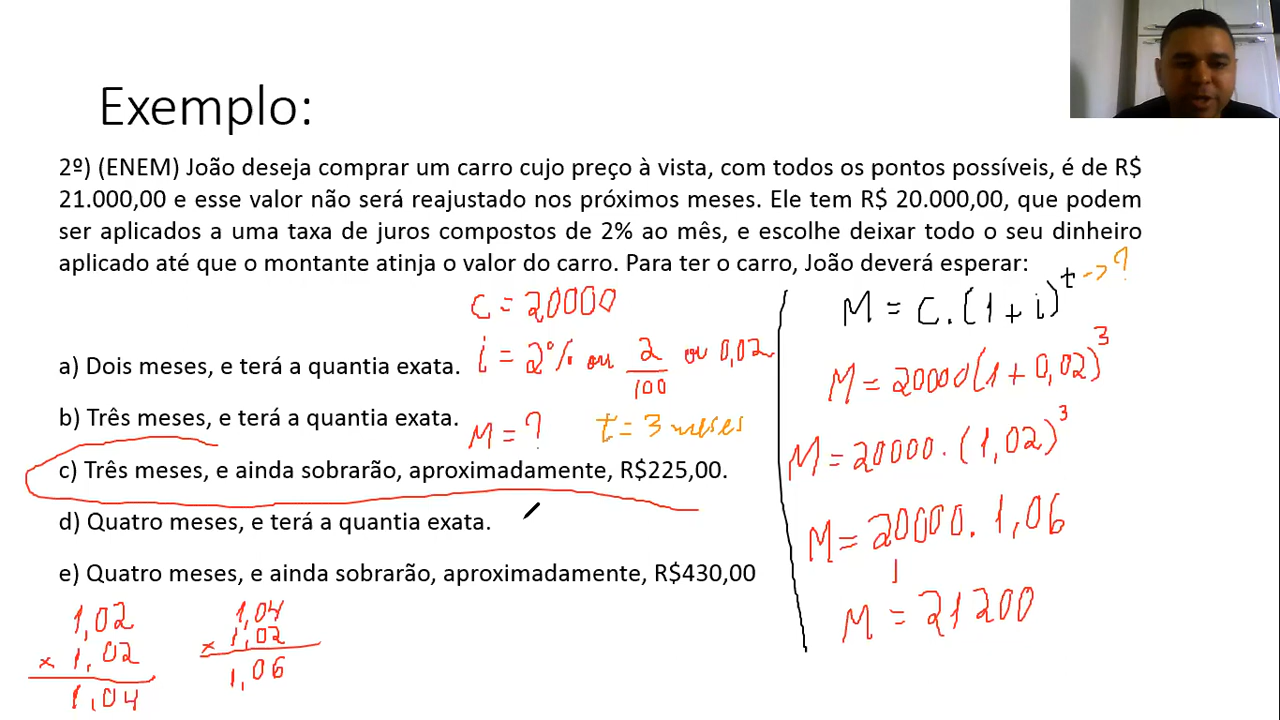 Exemplo:
2º) (ENEM) João deseja comprar um carro cujo preço à vista, com todos os pontos possíveis, é de R$
21.000,00 e esse valor não será reajustado nos próximos meses. Ele tem R$ 20.000,00, que podem
ser aplicados a uma taxa de juros compostos de 2% ao mês, e escolhe deixar todo o seu dinheiro
aplicado até que o montante atinja o valor do carro. Para ter o carro, João deverá esperar:
a) Dois meses, e terá a quantia exata.
b) Três meses, e terá a quantia exata.
c) Três meses, e ainda sobrarão, aproximadamente, R$225,00.
d) Quatro meses, e terá a quantia exata.
e) Quatro meses, e ainda sobrarão, aproximadamente, R$430,00
C = 20000
i = 2% ou 2/100 ou 0,02
M = ?
t = 3 meses
M = C.(1+i)^t -> ?
M = 20000(1+0,02)^3
M = 20000.(1,02)^3
M = 20000. 1,06
M = 21200
1,02
× 1,02
1,04
1,04
× 1,02
1,06